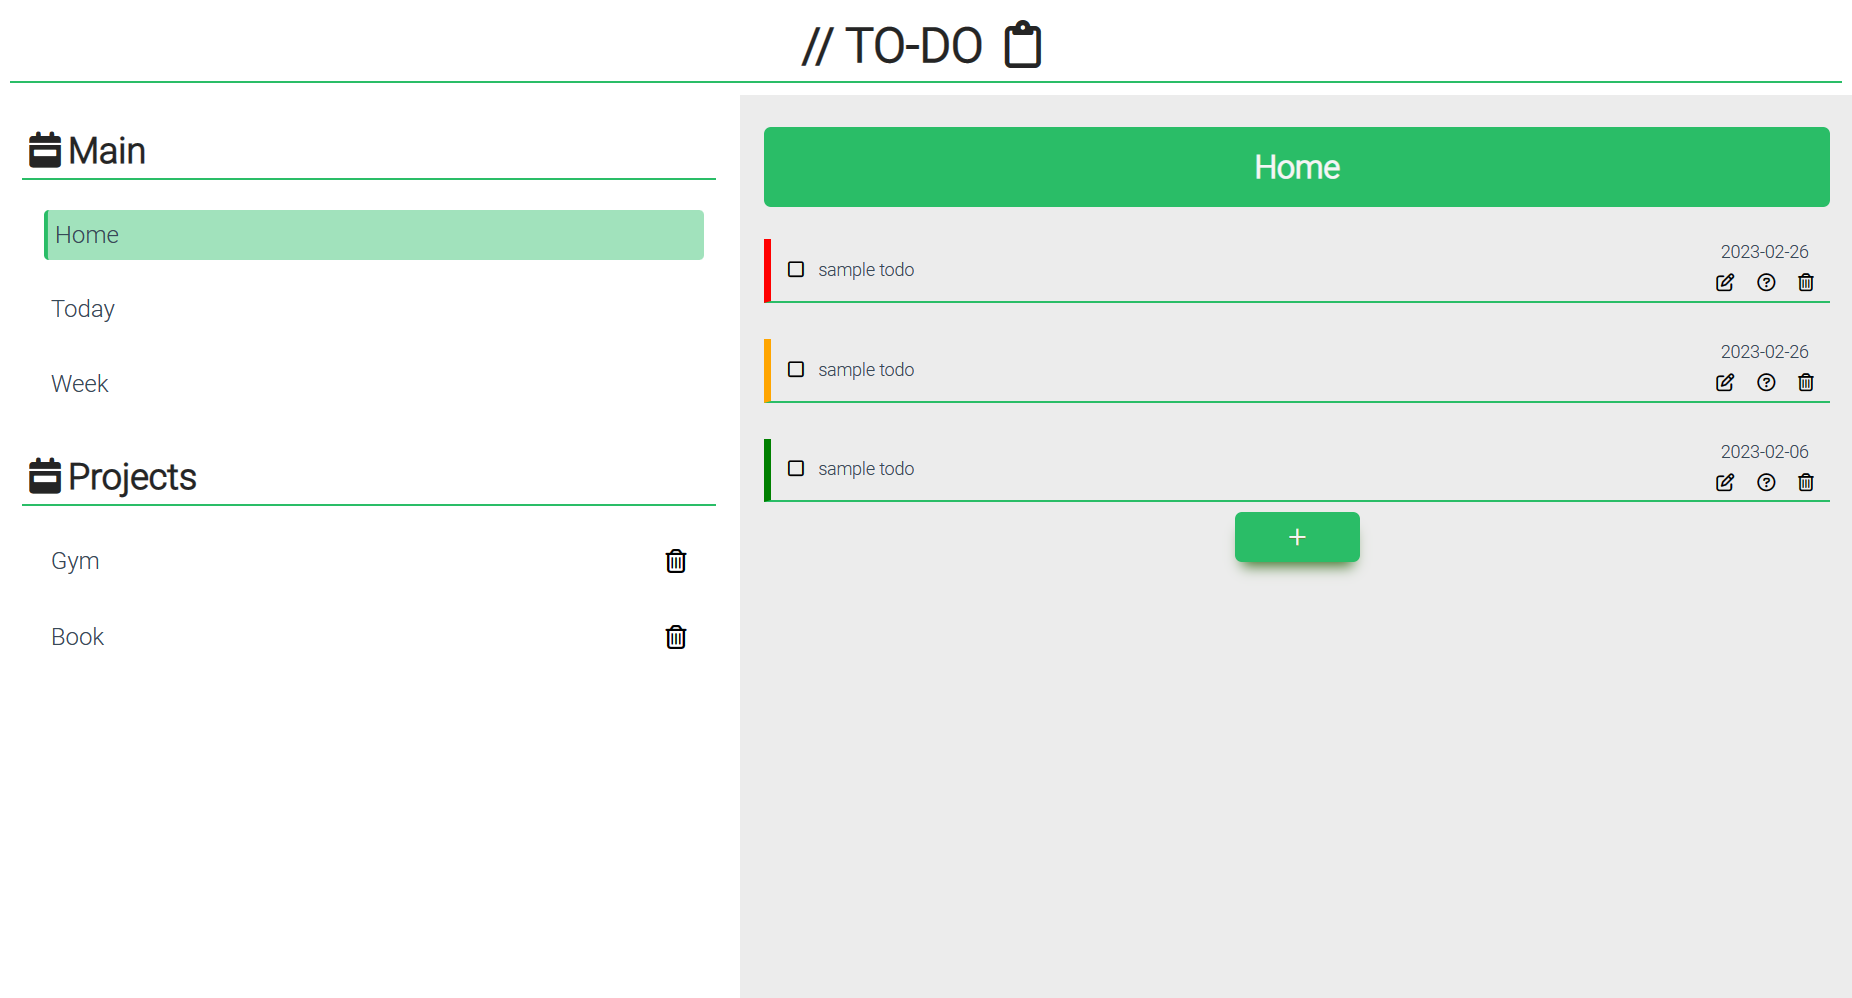 // TO-DO
Main
Home
Today
Week
Projects
Gym
Book
Home
sample todo
2023-02-26
sample todo
2023-02-26
sample todo
2023-02-06
+